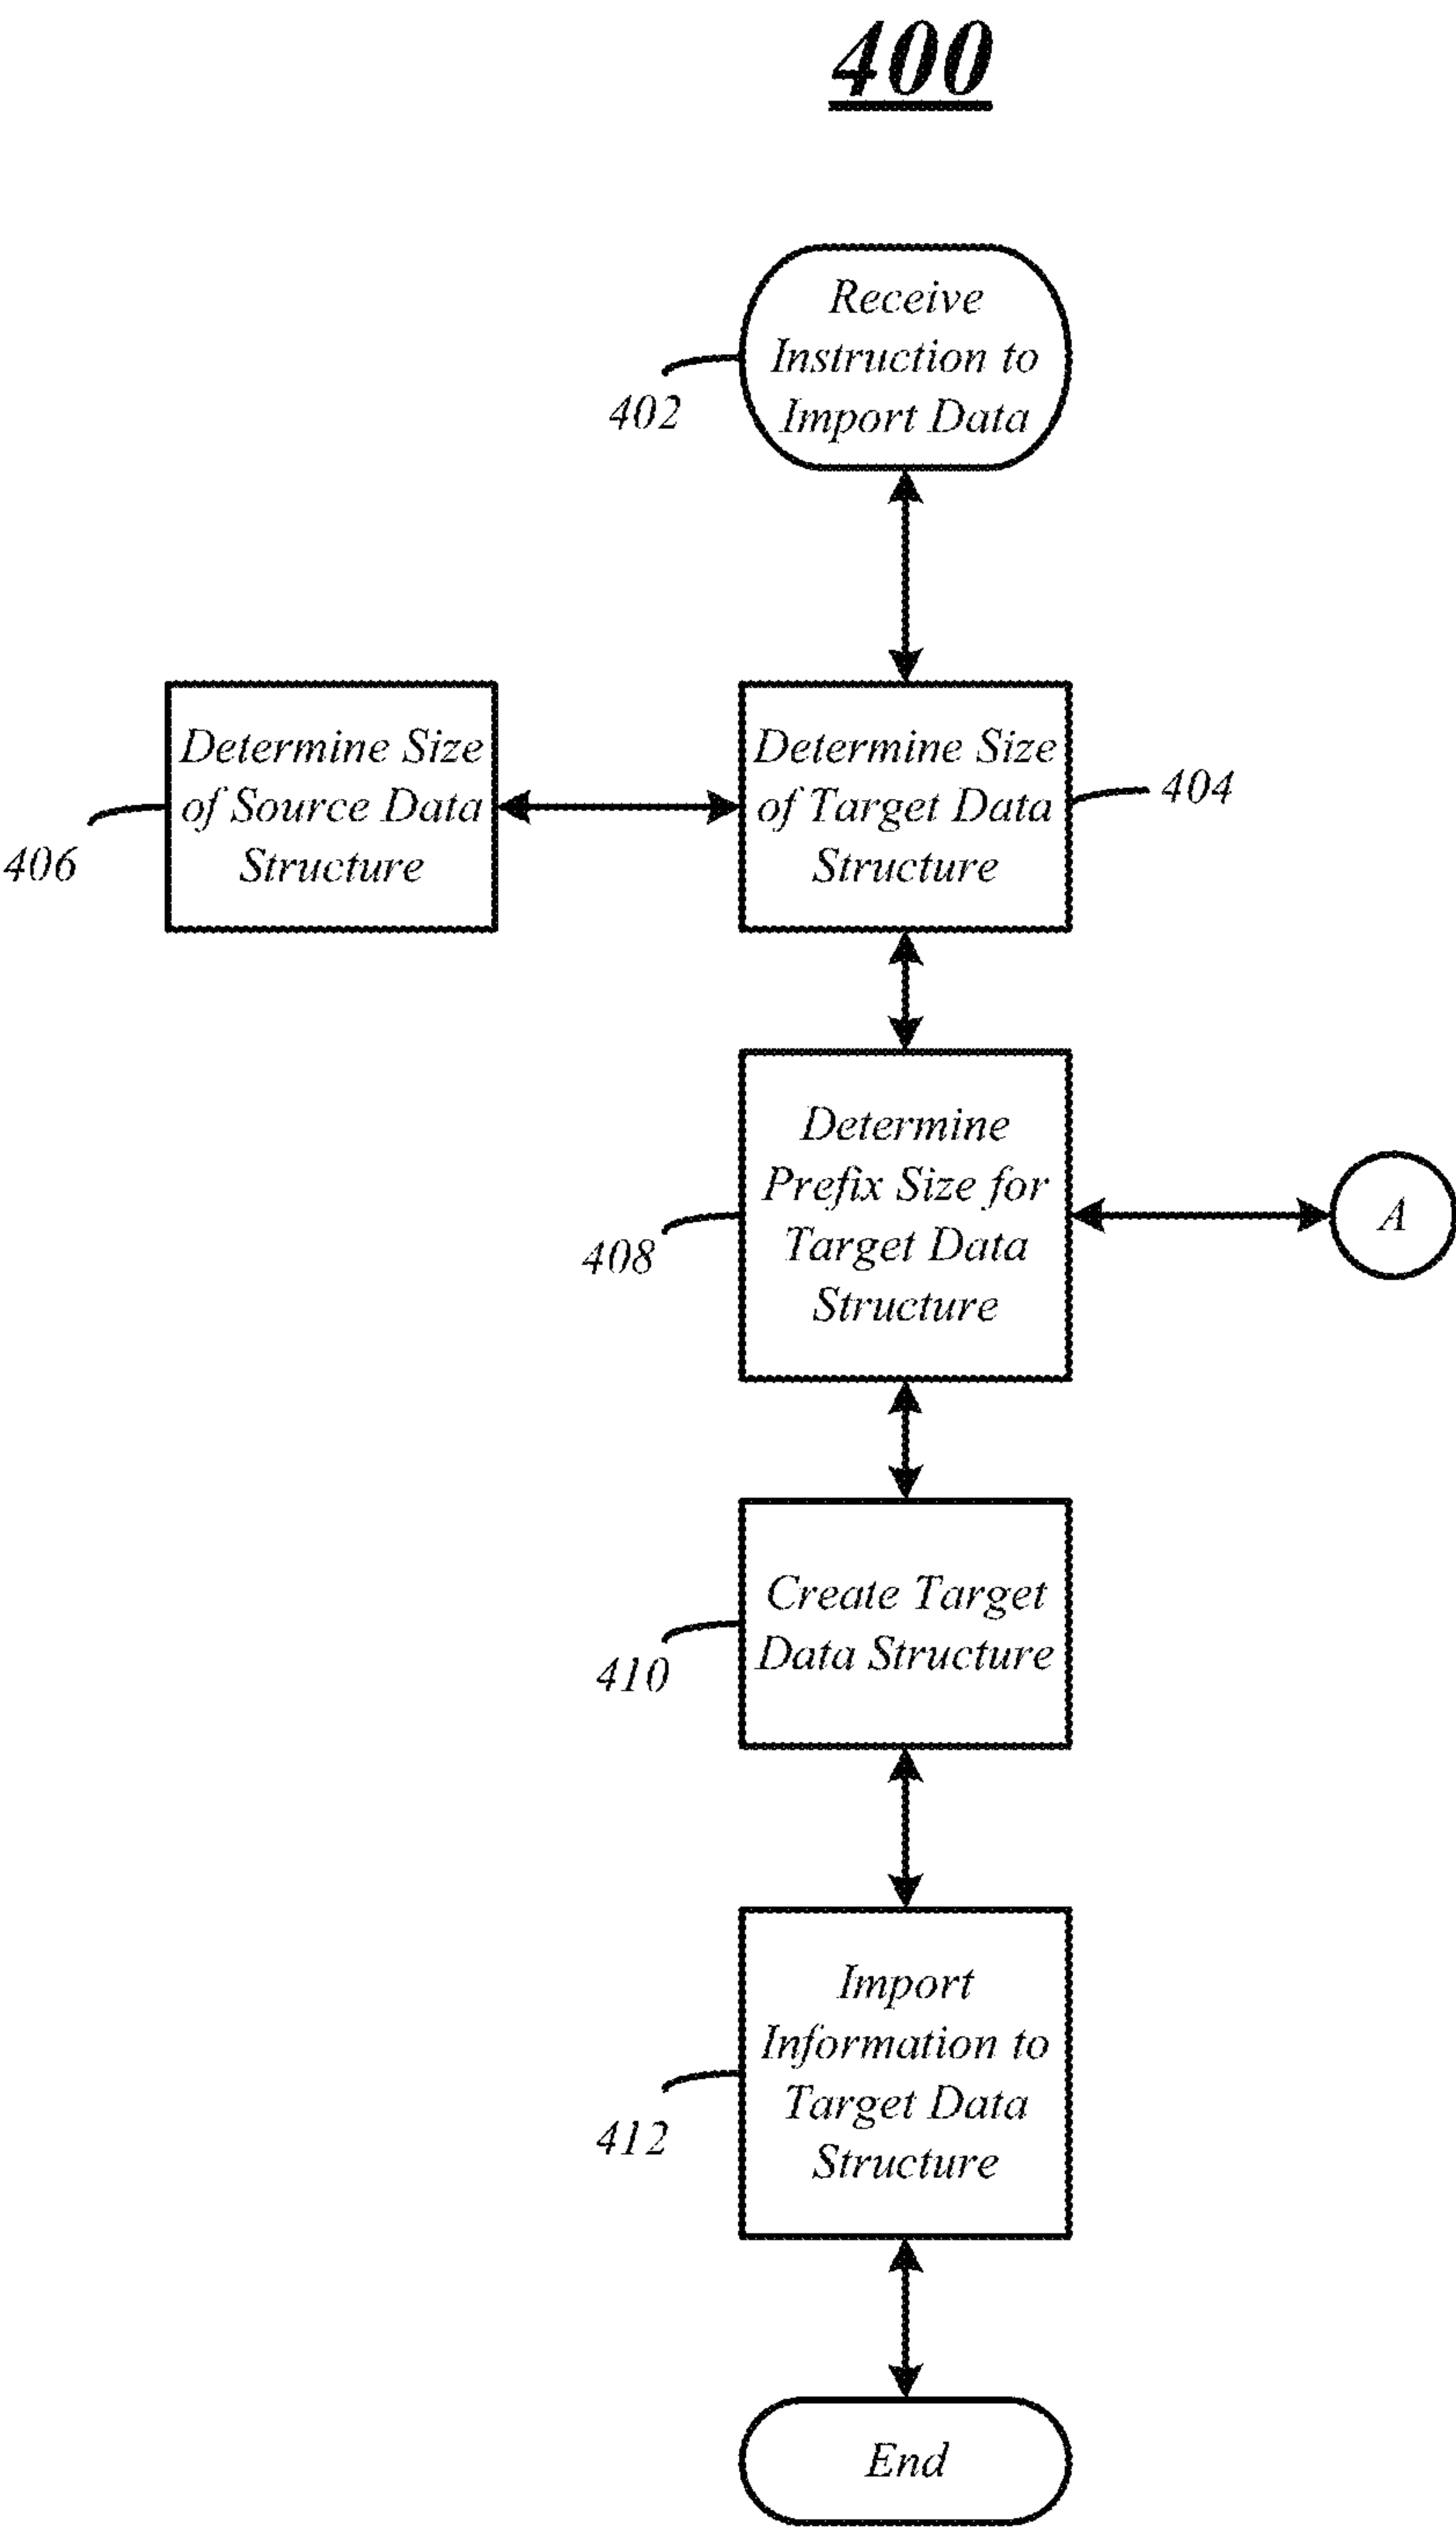 400
Receive
Instruction to
Import Data
402
Determine Size
of Source Data
Structure
406
Determine Size
of Target Data
Structure
404
Determine
Prefix Size for
Target Data
Structure
408
A
Create Target
Data Structure
410
Import
Information to
Target Data
Structure
412
End